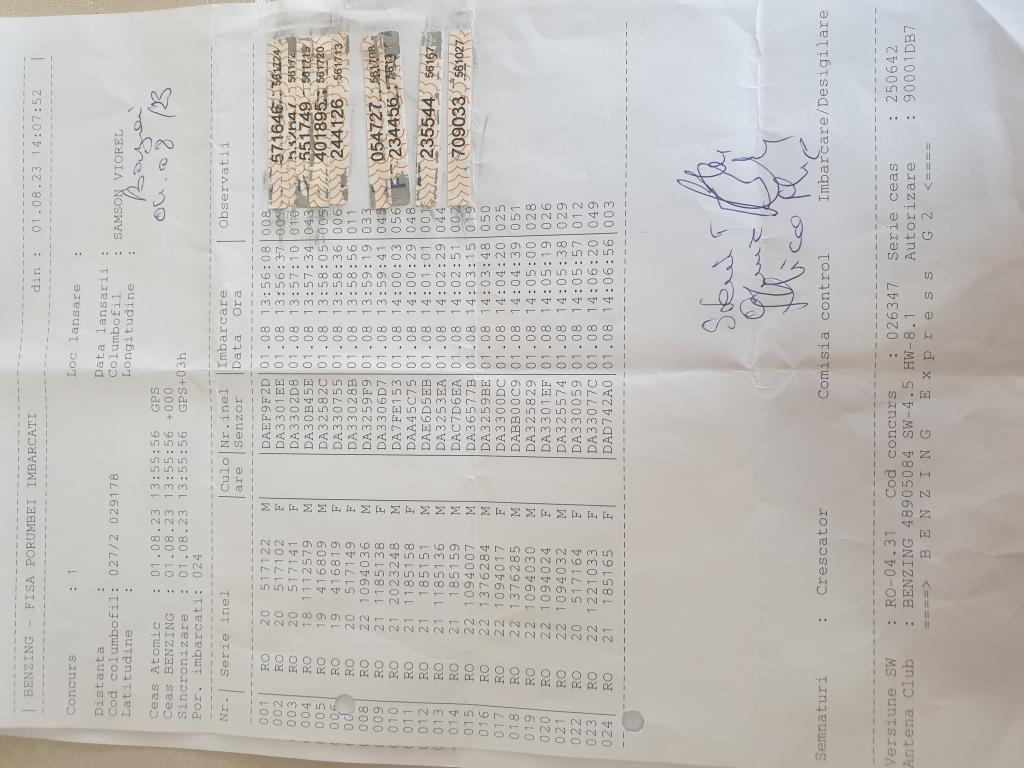 | BENZING - FISA PORUMBEI IMBARCATI din : 01.08.23 14:07:52 |
Concurs : 1 Loc lansare :
Distanta : Data lansarii :
Cod columbofil: 027/2 029178 Columbofil : SAMSON VIOREL
Latitudine : Longitudine :
01.08
Ceas Atomic : 01.08.23 13:55:56 GPS
Ceas BENZING : 01.08.23 13:55:56 +000
Sincronizare : 01.08.23 13:55:56 GPS+03h
Por. imbarcati: 024
Nr.| Serie inel |Culo|Nr.inel |Imbarcare | Observatii
are Senzor Data Ora
001 RO 20 517122 M DAEF9F2D 01.08 13:56:08 008 571646 561724
002 RO 20 517102 F DA3301EE 01.08 13:56:37
003 RO 20 517141 F DA3302D8 01.08 13:57:10 551749
004 RO 18 1112579 M DA30B45E 01.08 13:57:34 401895 561720
005 RO 19 416809 M DA32582C 01.08 13:58:05 244126 561713
006 RO 19 416819 F DA333075 01.08 13:58:36 006
RO 20 517149 F DA33028B 01.08 13:58:56 011
008 RO 22 1094036 M DA3259F9 01.08 13:59:19 033 054727
009 RO 21 1185138 F DA3306D7 01.08 13:59:41 234456
010 RO 21 2023248 M DA7FE153 01.08 14:00:03 056
011 RO 21 1185158 F DAA45C75 01.08 14:00:29 048
012 RO 21 185151 M DAE5D5EB 01.08 14:01:01 235544 56167
013 RO 21 1185136 M DA3253EA 01.08 14:02:29 044
014 RO 21 185159 M DAC7D6EA 01.08 14:02:51 709033 561027
015 RO 22 1094007 M DA36577B 01.08 14:03:15 019
016 RO 22 1376284 M DA3259BE 01.08 14:03:48 050
017 RO 22 1094017 F DA3300DC 01.08 14:04:20 025
018 RO 22 1376285 M DABB00C9 01.08 14:04:39 051
019 RO 22 1094030 M DA325829 01.08 14:05:00 028
020 RO 22 1094024 F DA3301EF 01.08 14:05:19 026
021 RO 22 1094032 M DA325574 01.08 14:05:38 029
022 RO 20 517164 F DA330059 01.08 14:05:57 012
023 RO 22 1221033 F DA33077C 01.08 14:06:20 049
024 RO 21 185165 F DAD742A0 01.08 14:06:56 003
Semnaturi : Crescator Comisia control Imbarcare/Desigilare
Versiune SW : RO-04.31 Cod concurs : 026347 Serie ceas : 250642
Antena Club : BENZING 48905084 SW-4.5 HW-8.1 Autorizare : 90001DB7
====> B E N Z I N G E x p r e s s G 2 <====